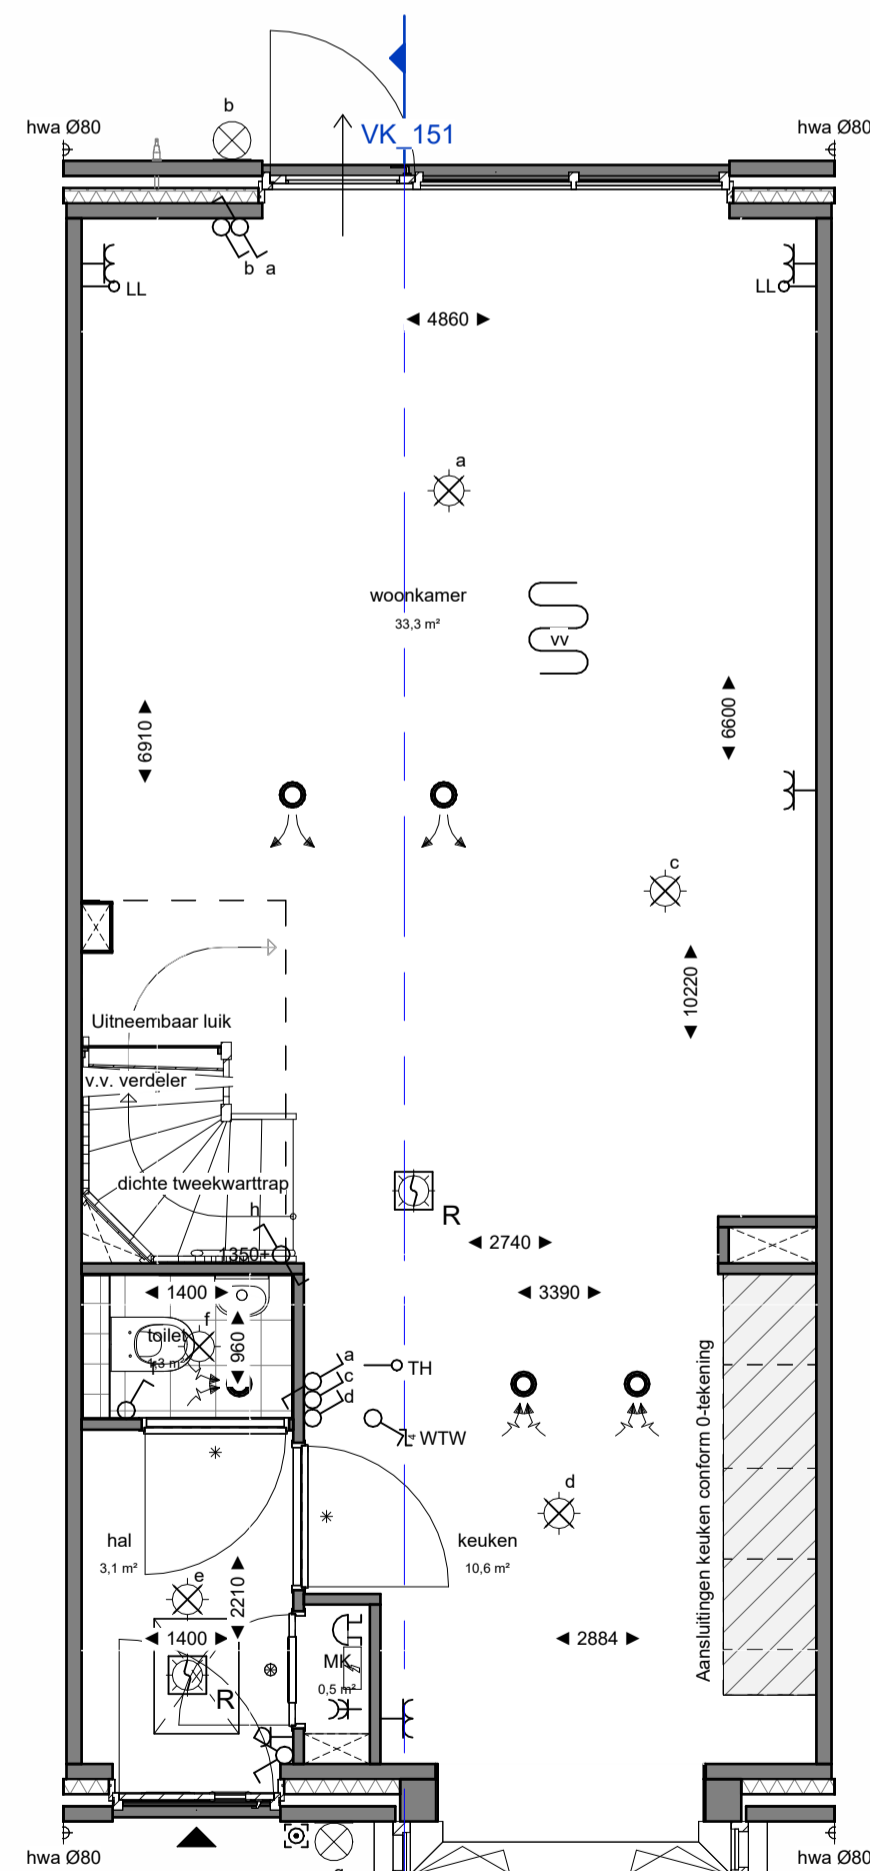 b
hwa Ø80
VK_151
hwa Ø80
b a
LL
LL
4860
a
woonkamer
33,3 m²
vv
6910
6600
c
10220
Uitneembaar luik
v.v. verdeler
dichte tweekwarttrap
h
1350+
R
2740
3390
1400
f
toilet
960
a
c
d
TH
WTW
Aansluitingen keuken conform 0-tekening
d
hal
3,1 m²
keuken
10,6 m²
e
2210
1400
2884
MK
0,5 m²
R
hwa Ø80
hwa Ø80